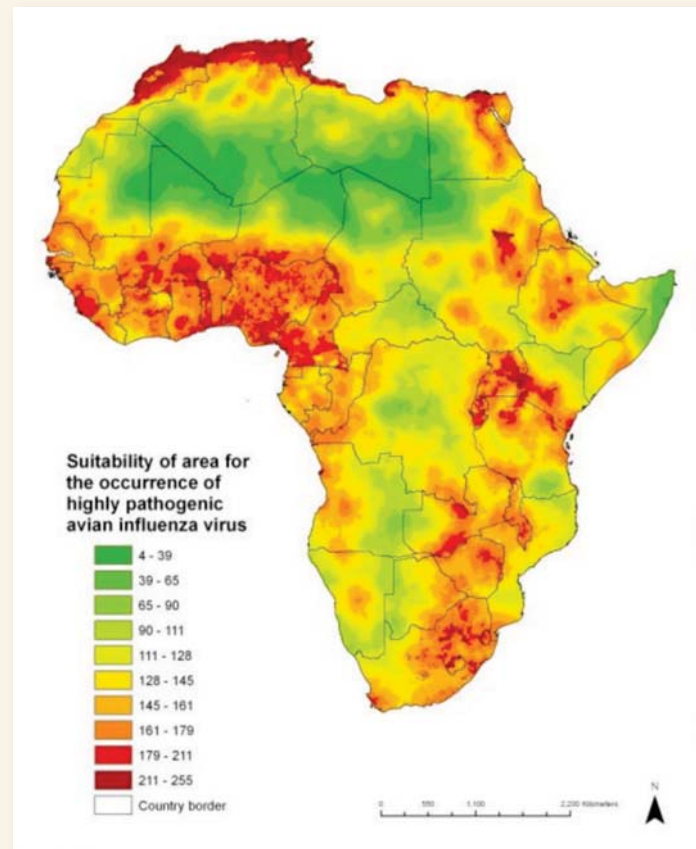 Suitability of area for
the occurrence of
highly pathogenic
avian influenza virus
4 - 39
39 - 65
65 - 90
90 - 111
111 - 128
128 - 145
145 - 161
161 - 179
179 - 211
211 - 255
Country border
N
0 550 1,100 2,200 Kilometers